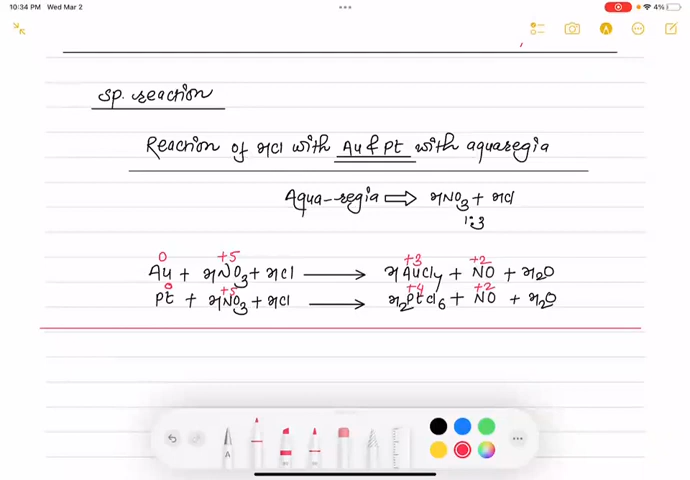 10:34 PM Wed Mar 2
4%
sp. reaction
Reaction of HCl with Au & Pt with aquaregia
Aqua-regia ⇒ HNO3 + HCl
1:3
0 +5 +3 +2
Au + HNO3 + HCl → HAuCl4 + NO + H2O
0 +5 +4 +2
Pt + HNO3 + HCl → H2PtCl6 + NO + H2O
A